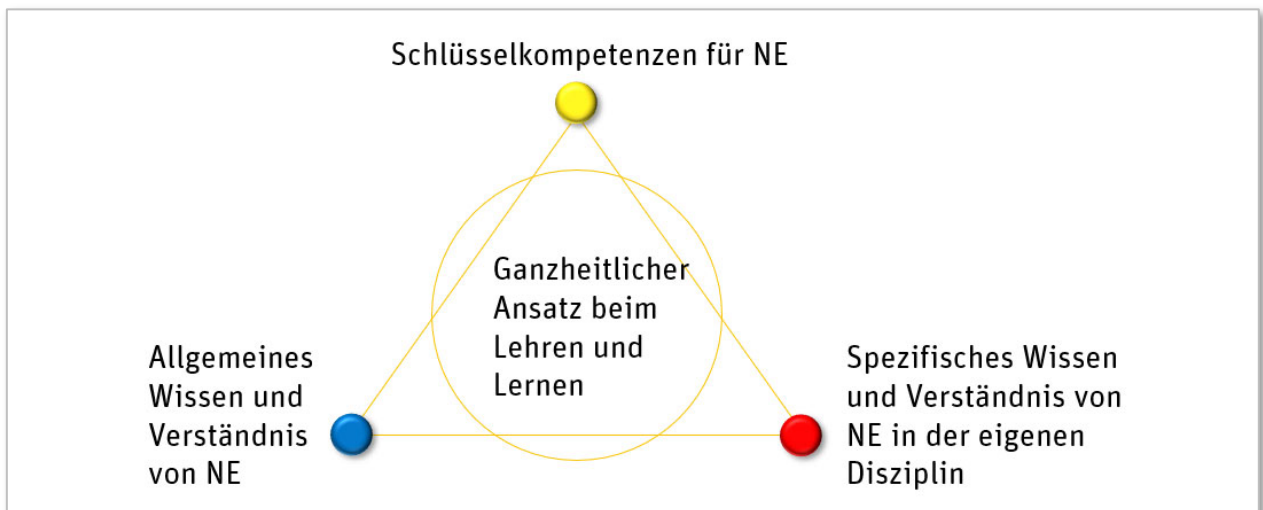 Schlüsselkompetenzen für NE
Ganzheitlicher
Ansatz beim
Lehren und
Lernen
Allgemeines
Wissen und
Verständnis
von NE
Spezifisches Wissen
und Verständnis von
NE in der eigenen
Disziplin